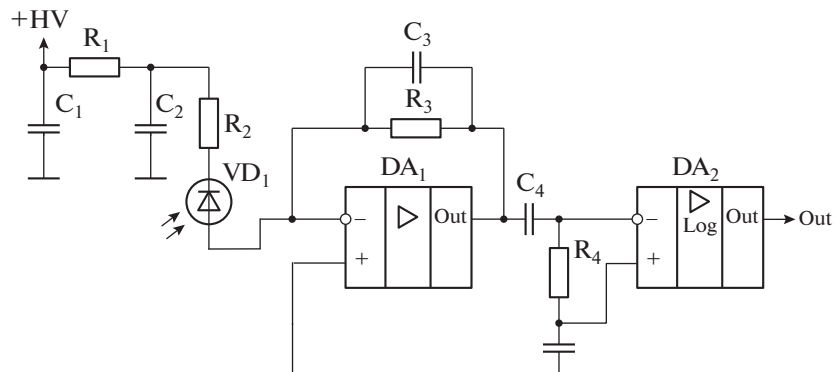 +HV
R1
C1
C2
R2
VD1
C3
R3
DA1
− Out
+
C4
R4
DA2
− Log Out
+
Out